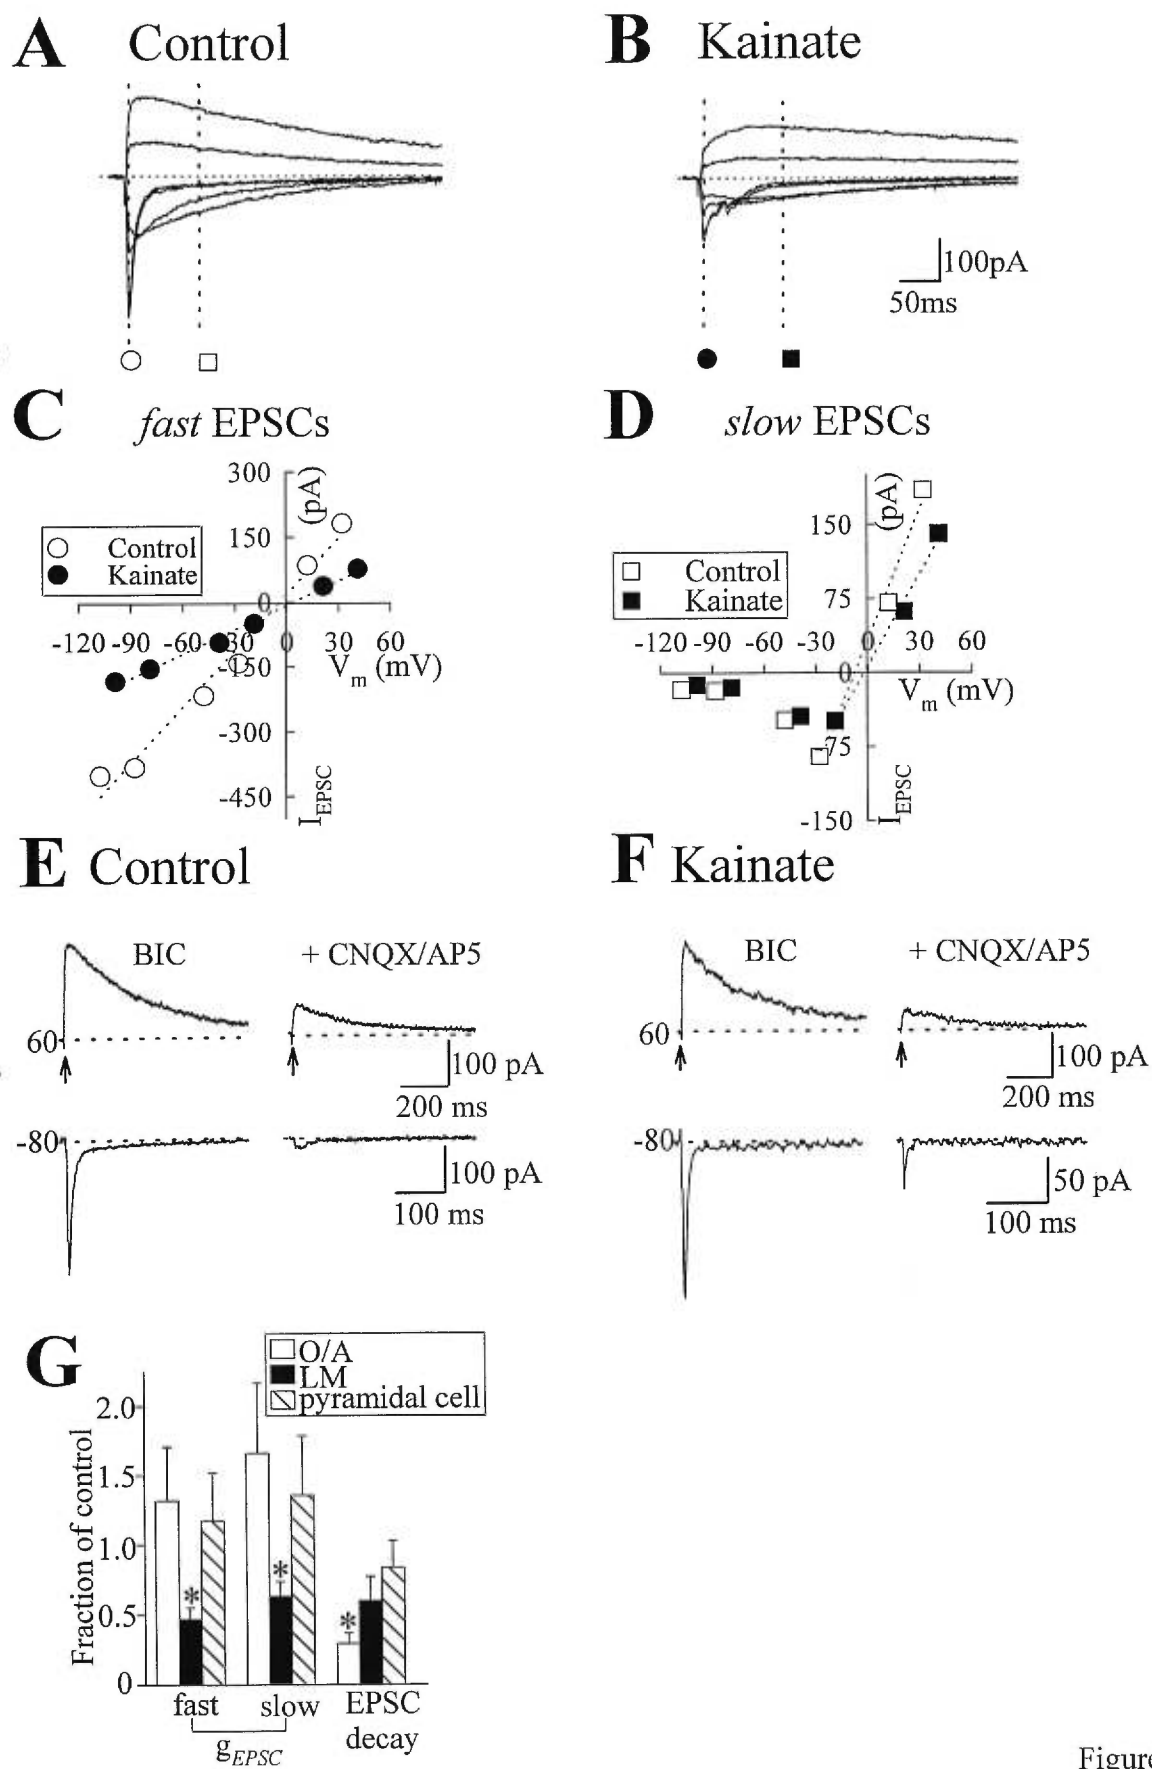 A Control
B Kainate
100pA
50ms
C fast EPSCs
300
(pA)
150
0
Control
Kainate
-120 -90 -60 -30 0 30 60
-150
Vm (mV)
-300
-450
IEPSC
D slow EPSCs
(pA)
150
Control
75
Kainate
-120 -90 -60 -30 0 30 60
0
Vm (mV)
-75
-150
IEPSC
E Control
BIC
+ CNQX/AP5
60
100 pA
200 ms
-80
100 pA
100 ms
F Kainate
BIC
+ CNQX/AP5
60
100 pA
200 ms
-80
50 pA
100 ms
G
O/A
LM
pyramidal cell
Fraction of control
2.0
1.5
1.0
0.5
0
*
*
*
fast slow EPSC
decay
gEPSC
Figure